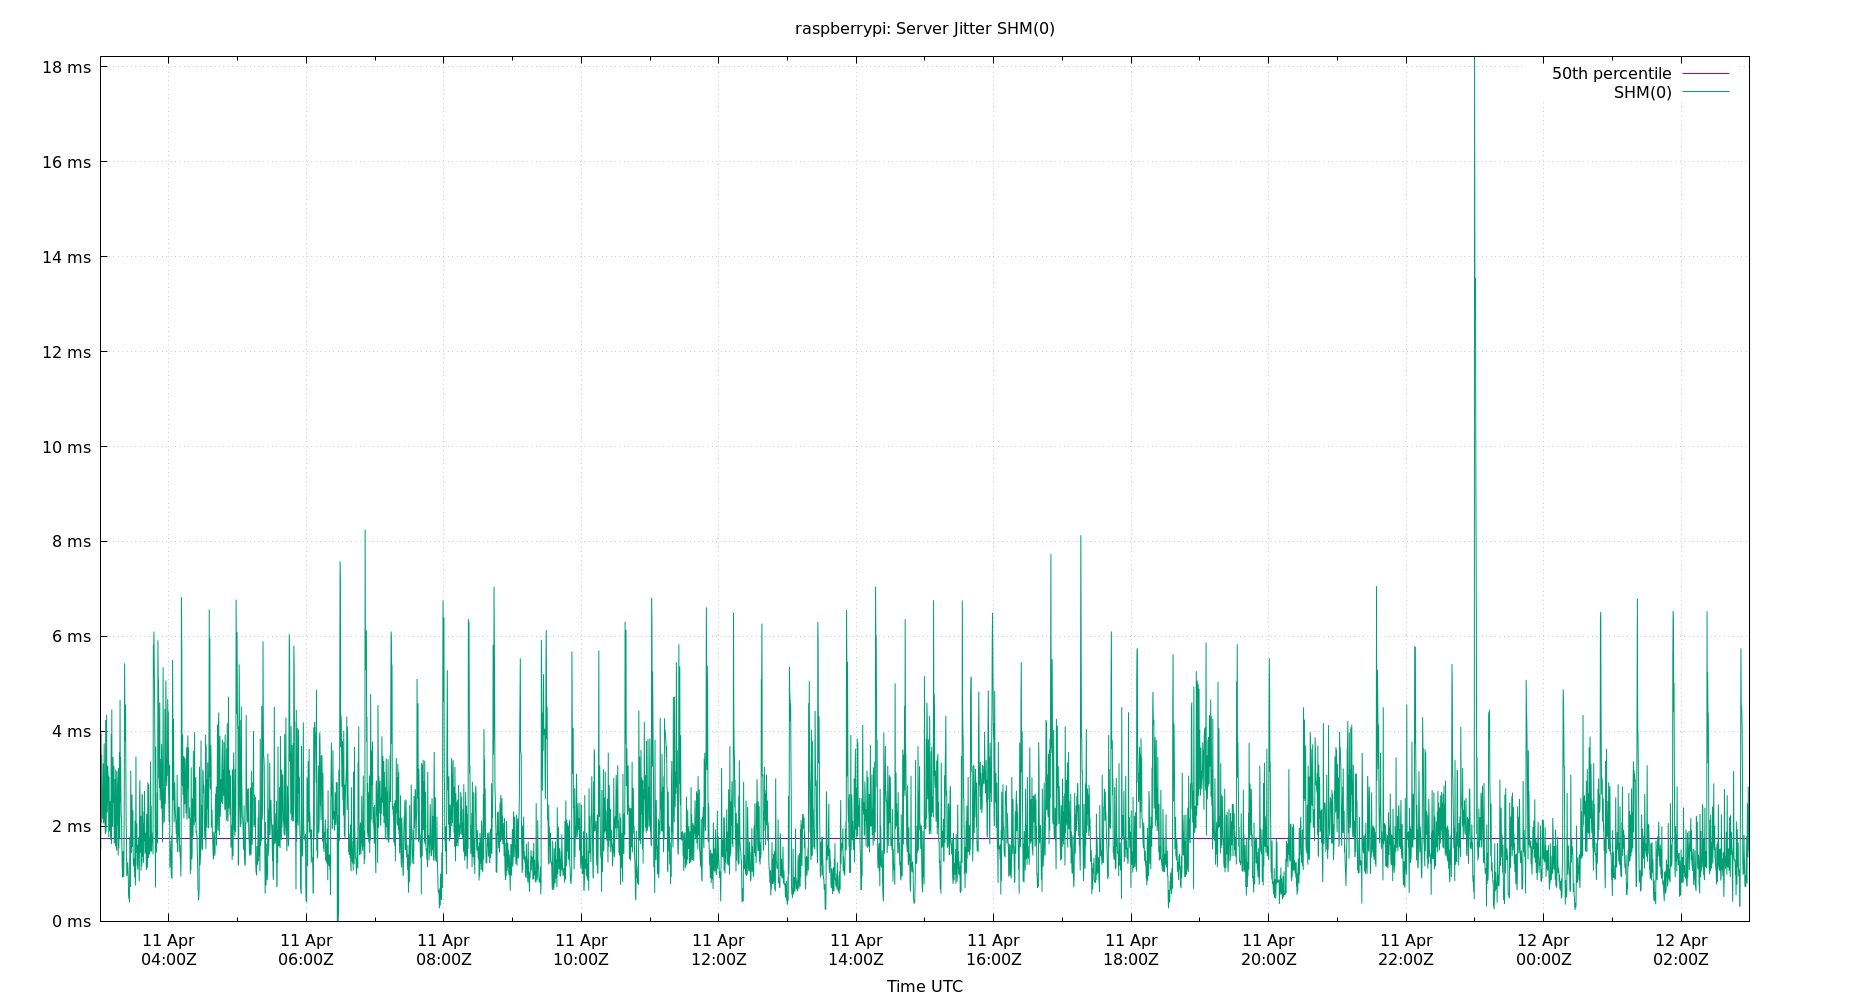 raspberrypi: Server Jitter SHM(0)
50th percentile
SHM(0)
18 ms
16 ms
14 ms
12 ms
10 ms
8 ms
6 ms
4 ms
2 ms
0 ms
11 Apr 11 Apr 11 Apr 11 Apr 11 Apr 11 Apr 11 Apr 11 Apr 11 Apr 11 Apr 12 Apr 12 Apr
04:00Z 06:00Z 08:00Z 10:00Z 12:00Z 14:00Z 16:00Z 18:00Z 20:00Z 22:00Z 00:00Z 02:00Z
Time UTC